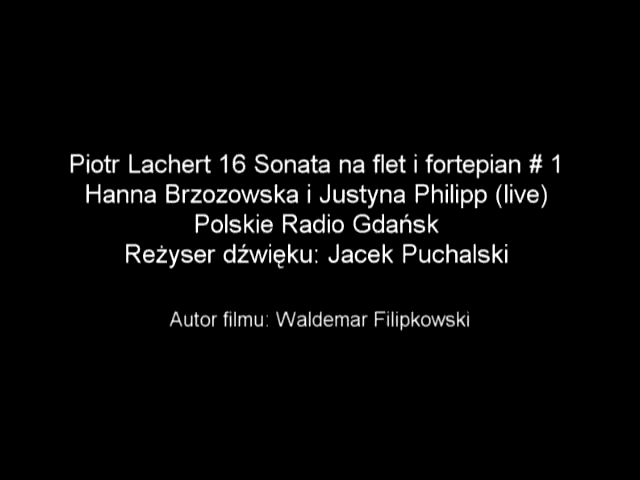 Piotr Lachert 16 Sonata na flet i fortepian # 1
Hanna Brzozowska i Justyna Philipp (live)
Polskie Radio Gdańsk
Reżyser dźwięku: Jacek Puchalski
Autor filmu: Waldemar Filipkowski